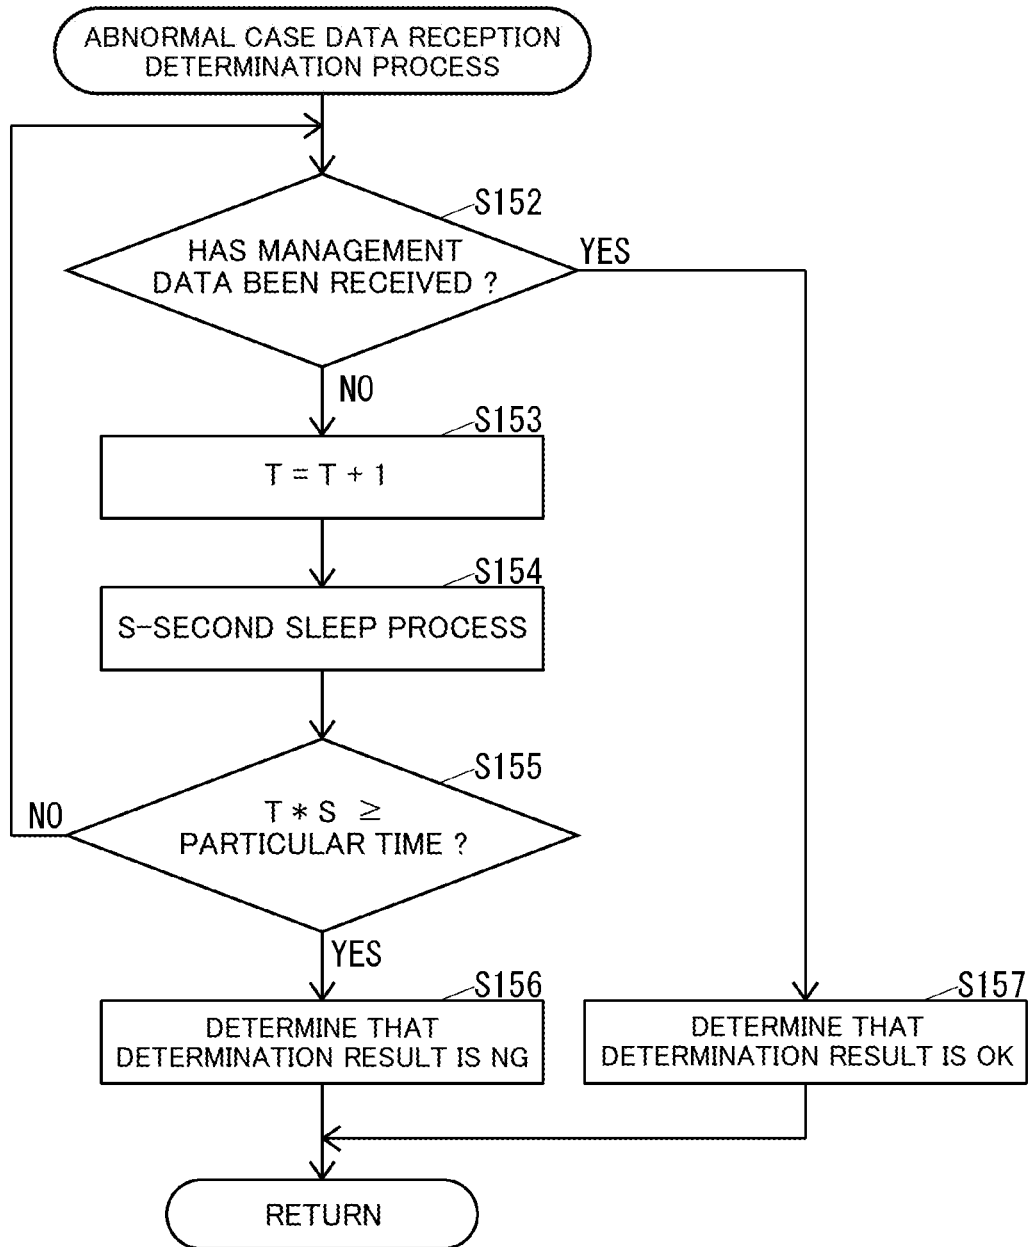 ABNORMAL CASE DATA RECEPTION
DETERMINATION PROCESS
S152
HAS MANAGEMENT
DATA BEEN RECEIVED ?
YES
NO
S153
T = T + 1
S154
S-SECOND SLEEP PROCESS
S155
T * S ≥
PARTICULAR TIME ?
NO
YES
S156
DETERMINE THAT
DETERMINATION RESULT IS NG
S157
DETERMINE THAT
DETERMINATION RESULT IS OK
RETURN